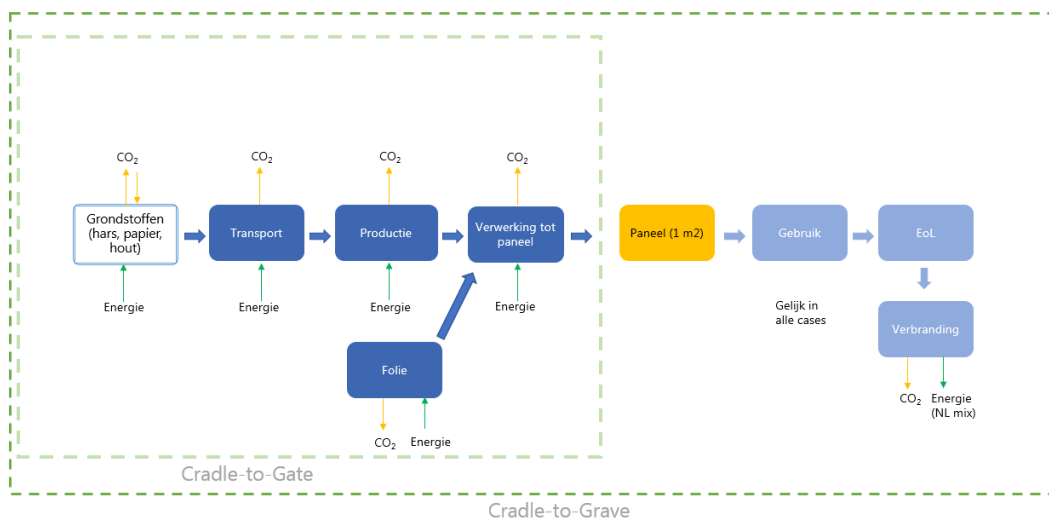 CO₂
CO₂
CO₂
CO₂
Grondstoffen
(hars, papier,
hout)
Transport
Productie
Verwerking tot
paneel
Paneel (1 m2)
Gebruik
EoL
Energie
Energie
Energie
Energie
Gelijk in
alle cases
Verbranding
Folie
CO₂
Energie
CO₂
Energie
(NL mix)
Cradle-to-Gate
Cradle-to-Grave